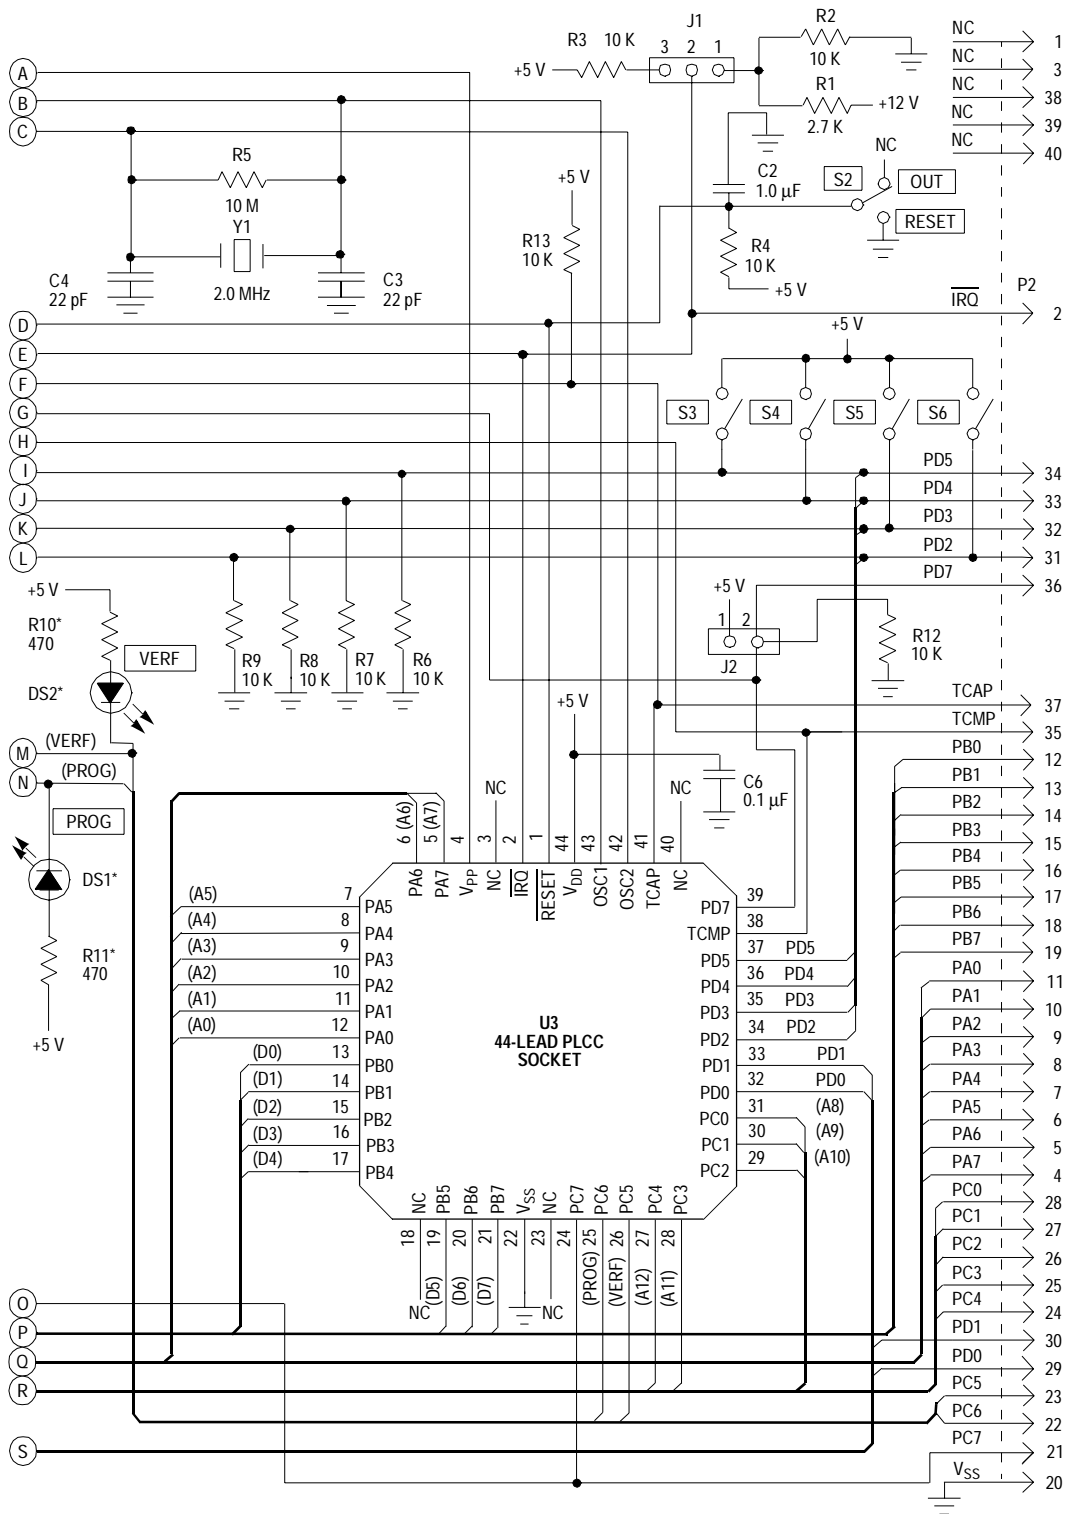 J1
R3 10 K
3 2 1
+5 V
R2
10 K
R1
2.7 K
+12 V
NC 1
NC 3
NC 38
NC 39
NC 40
A
B
C
R5
10 M
Y1
2.0 MHz
C4
22 pF
C3
22 pF
+5 V
R13
10 K
C2
1.0 µF
R4
10 K
+5 V
NC
S2
OUT
RESET
P2
IRQ 2
D
E
F
G
H
I
J
K
L
+5 V
S3
S4
S5
S6
PD5 34
PD4 33
PD3 32
PD2 31
PD7 36
+5 V
R10*
470
VERF
DS2*
R9
10 K
R8
10 K
R7
10 K
R6
10 K
+5 V
1 2
J2
R12
10 K
+5 V
M (VERF)
N (PROG)
PROG
DS1*
R11*
470
+5 V
C6
0.1 µF
TCAP 37
TCMP 35
PB0 12
PB1 13
PB2 14
PB3 15
PB4 16
PB5 17
PB6 18
PB7 19
PA0 11
PA1 10
PA2 9
PA3 8
PA4 7
PA5 6
PA6 5
PA7 4
PC0 28
PC1 27
PC2 26
PC3 25
PC4 24
PD1 30
PD0 29
PC5 23
PC6 22
PC7 21
VSS 20
6 (A6) PA6
5 (A7) PA7
4 VPP
NC 3 NC
2 IRQ
1 RESET
44 VDD
43 OSC1
42 OSC2
41 TCAP
NC 40 NC
(A5) 7 PA5
(A4) 8 PA4
(A3) 9 PA3
(A2) 10 PA2
(A1) 11 PA1
(A0) 12 PA0
(D0) 13 PB0
(D1) 14 PB1
(D2) 15 PB2
(D3) 16 PB3
(D4) 17 PB4
U3
44-LEAD PLCC
SOCKET
PD7 39
TCMP 38
PD5 37 PD5
PD4 36 PD4
PD3 35 PD3
PD2 34 PD2
PD1 33 PD1
PD0 32 PD0
PC0 31 (A8)
PC1 30 (A9)
PC2 29 (A10)
NC 18 NC
PB5 19 (D5)
PB6 20 (D6)
PB7 21 (D7)
VSS 22
NC 23 NC
PC7 24
PC6 25 (PROG)
PC5 26 (VERF)
PC4 27 (A12)
PC3 28 (A11)
O
P
Q
R
S